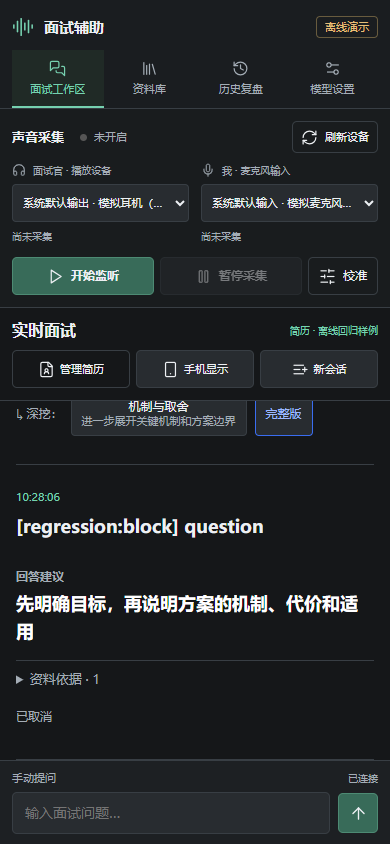 面试辅助
离线演示
面试工作区
资料库
历史复盘
模型设置
声音采集
未开启
刷新设备
面试官 · 播放设备
我 · 麦克风输入
系统默认输出 · 模拟耳机（...
系统默认输入 · 模拟麦克风...
尚未采集
尚未采集
开始监听
暂停采集
校准
实时面试
简历 · 离线回归样例
管理简历
手机显示
新会话
↳ 深挖：
机制与取舍
进一步展开关键机制和方案边界
完整版
10:28:06
[regression:block] question
回答建议
先明确目标，再说明方案的机制、代价和适
用
▶ 资料依据 · 1
已取消
手动提问
已连接
输入面试问题...